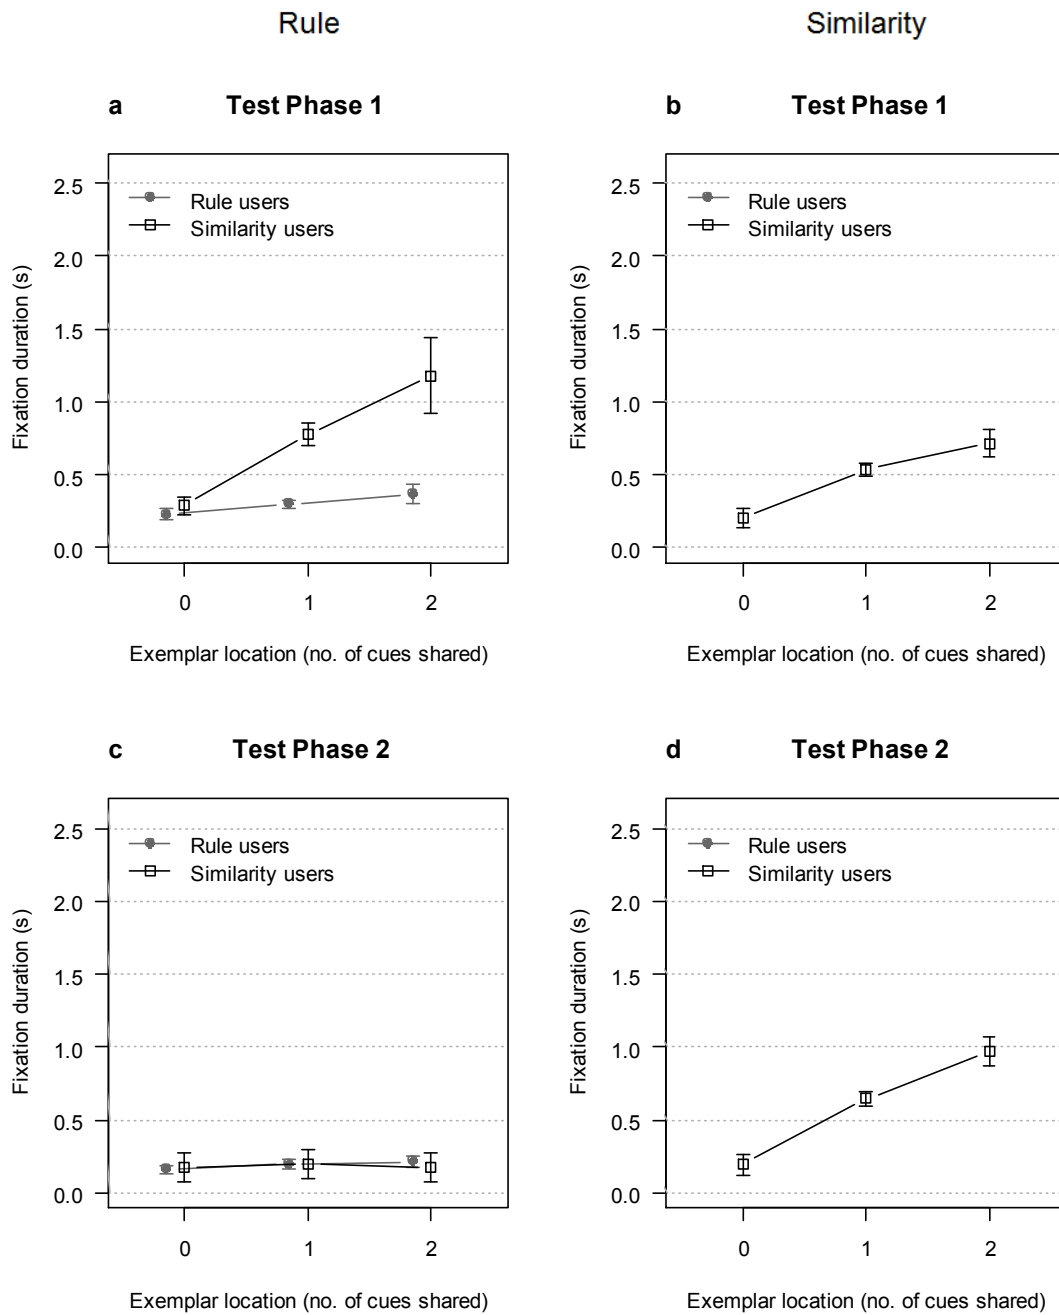 Rule
Similarity
a Test Phase 1
Fixation duration (s)
2.5
2.0
1.5
1.0
0.5
0.0
Rule users
Similarity users
0 1 2
Exemplar location (no. of cues shared)
b Test Phase 1
Fixation duration (s)
2.5
2.0
1.5
1.0
0.5
0.0
Rule users
Similarity users
0 1 2
Exemplar location (no. of cues shared)
c Test Phase 2
Fixation duration (s)
2.5
2.0
1.5
1.0
0.5
0.0
Rule users
Similarity users
0 1 2
Exemplar location (no. of cues shared)
d Test Phase 2
Fixation duration (s)
2.5
2.0
1.5
1.0
0.5
0.0
Rule users
Similarity users
0 1 2
Exemplar location (no. of cues shared)